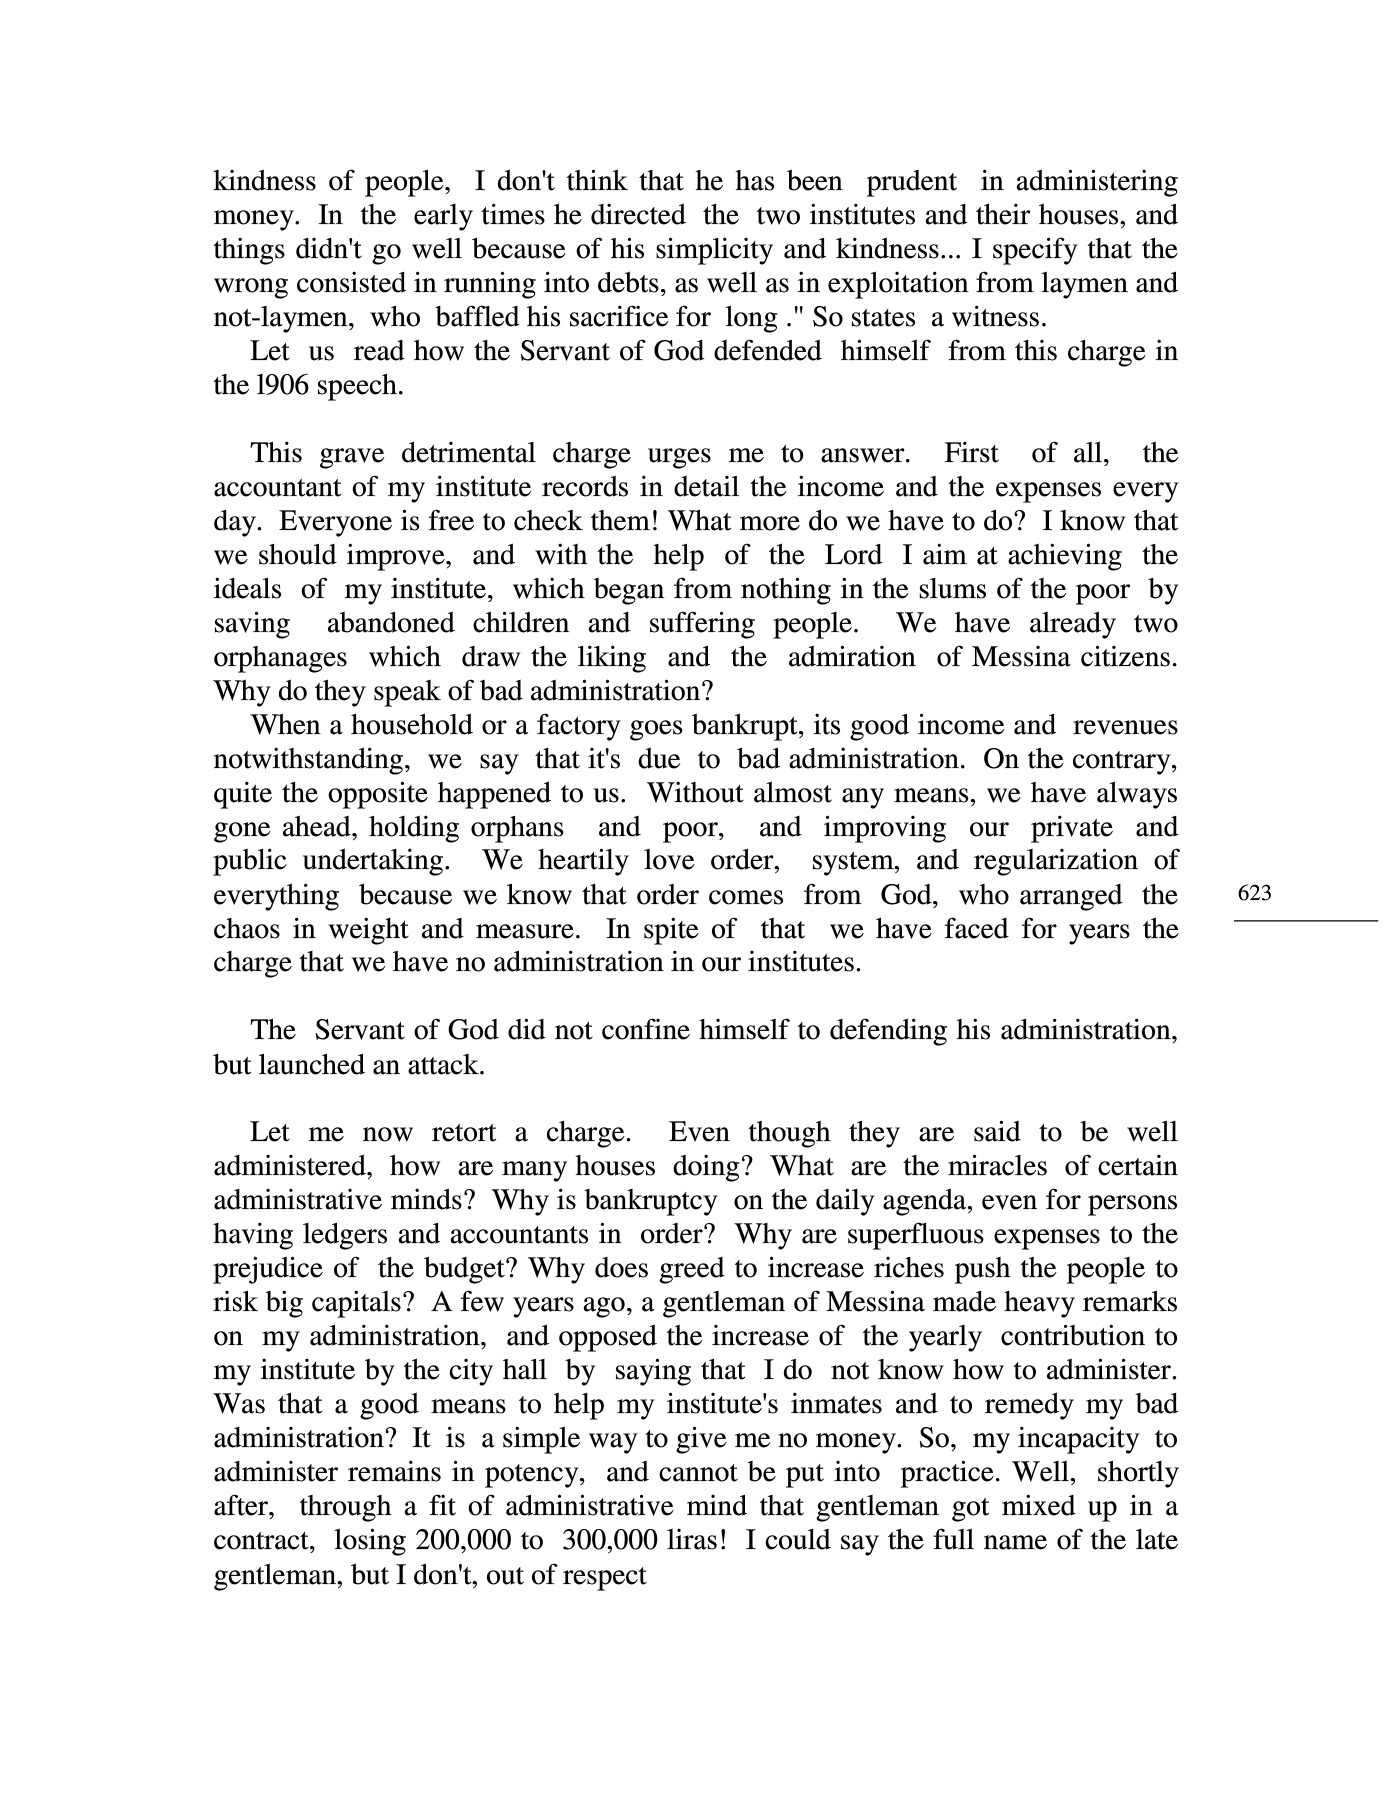 kindness of people, I don't think that he has been prudent in administering
money. In the early times he directed the two institutes and their houses, and
things didn't go well because of his simplicity and kindness... I specify that the
wrong consisted in running into debts, as well as in exploitation from laymen and
not-laymen, who baffled his sacrifice for long ." So states a witness.
Let us read how the Servant of God defended himself from this charge in
the 1906 speech.
This grave detrimental charge urges me to answer. First of all, the
accountant of my institute records in detail the income and the expenses every
day. Everyone is free to check them! What more do we have to do? I know that
we should improve, and with the help of the Lord I aim at achieving the
ideals of my institute, which began from nothing in the slums of the poor by
saving abandoned children and suffering people. We have already two
orphanages which draw the liking and the admiration of Messina citizens.
Why do they speak of bad administration?
When a household or a factory goes bankrupt, its good income and revenues
notwithstanding, we say that it's due to bad administration. On the contrary,
quite the opposite happened to us. Without almost any means, we have always
gone ahead, holding orphans and poor, and improving our private and
public undertaking. We heartily love order, system, and regularization of
everything because we know that order comes from God, who arranged the
chaos in weight and measure. In spite of that we have faced for years the
charge that we have no administration in our institutes.
623
The Servant of God did not confine himself to defending his administration,
but launched an attack.
Let me now retort a charge. Even though they are said to be well
administered, how are many houses doing? What are the miracles of certain
administrative minds? Why is bankruptcy on the daily agenda, even for persons
having ledgers and accountants in order? Why are superfluous expenses to the
prejudice of the budget? Why does greed to increase riches push the people to
risk big capitals? A few years ago, a gentleman of Messina made heavy remarks
on my administration, and opposed the increase of the yearly contribution to
my institute by the city hall by saying that I do not know how to administer.
Was that a good means to help my institute's inmates and to remedy my bad
administration? It is a simple way to give me no money. So, my incapacity to
administer remains in potency, and cannot be put into practice. Well, shortly
after, through a fit of administrative mind that gentleman got mixed up in a
contract, losing 200,000 to 300,000 liras! I could say the full name of the late
gentleman, but I don't, out of respect